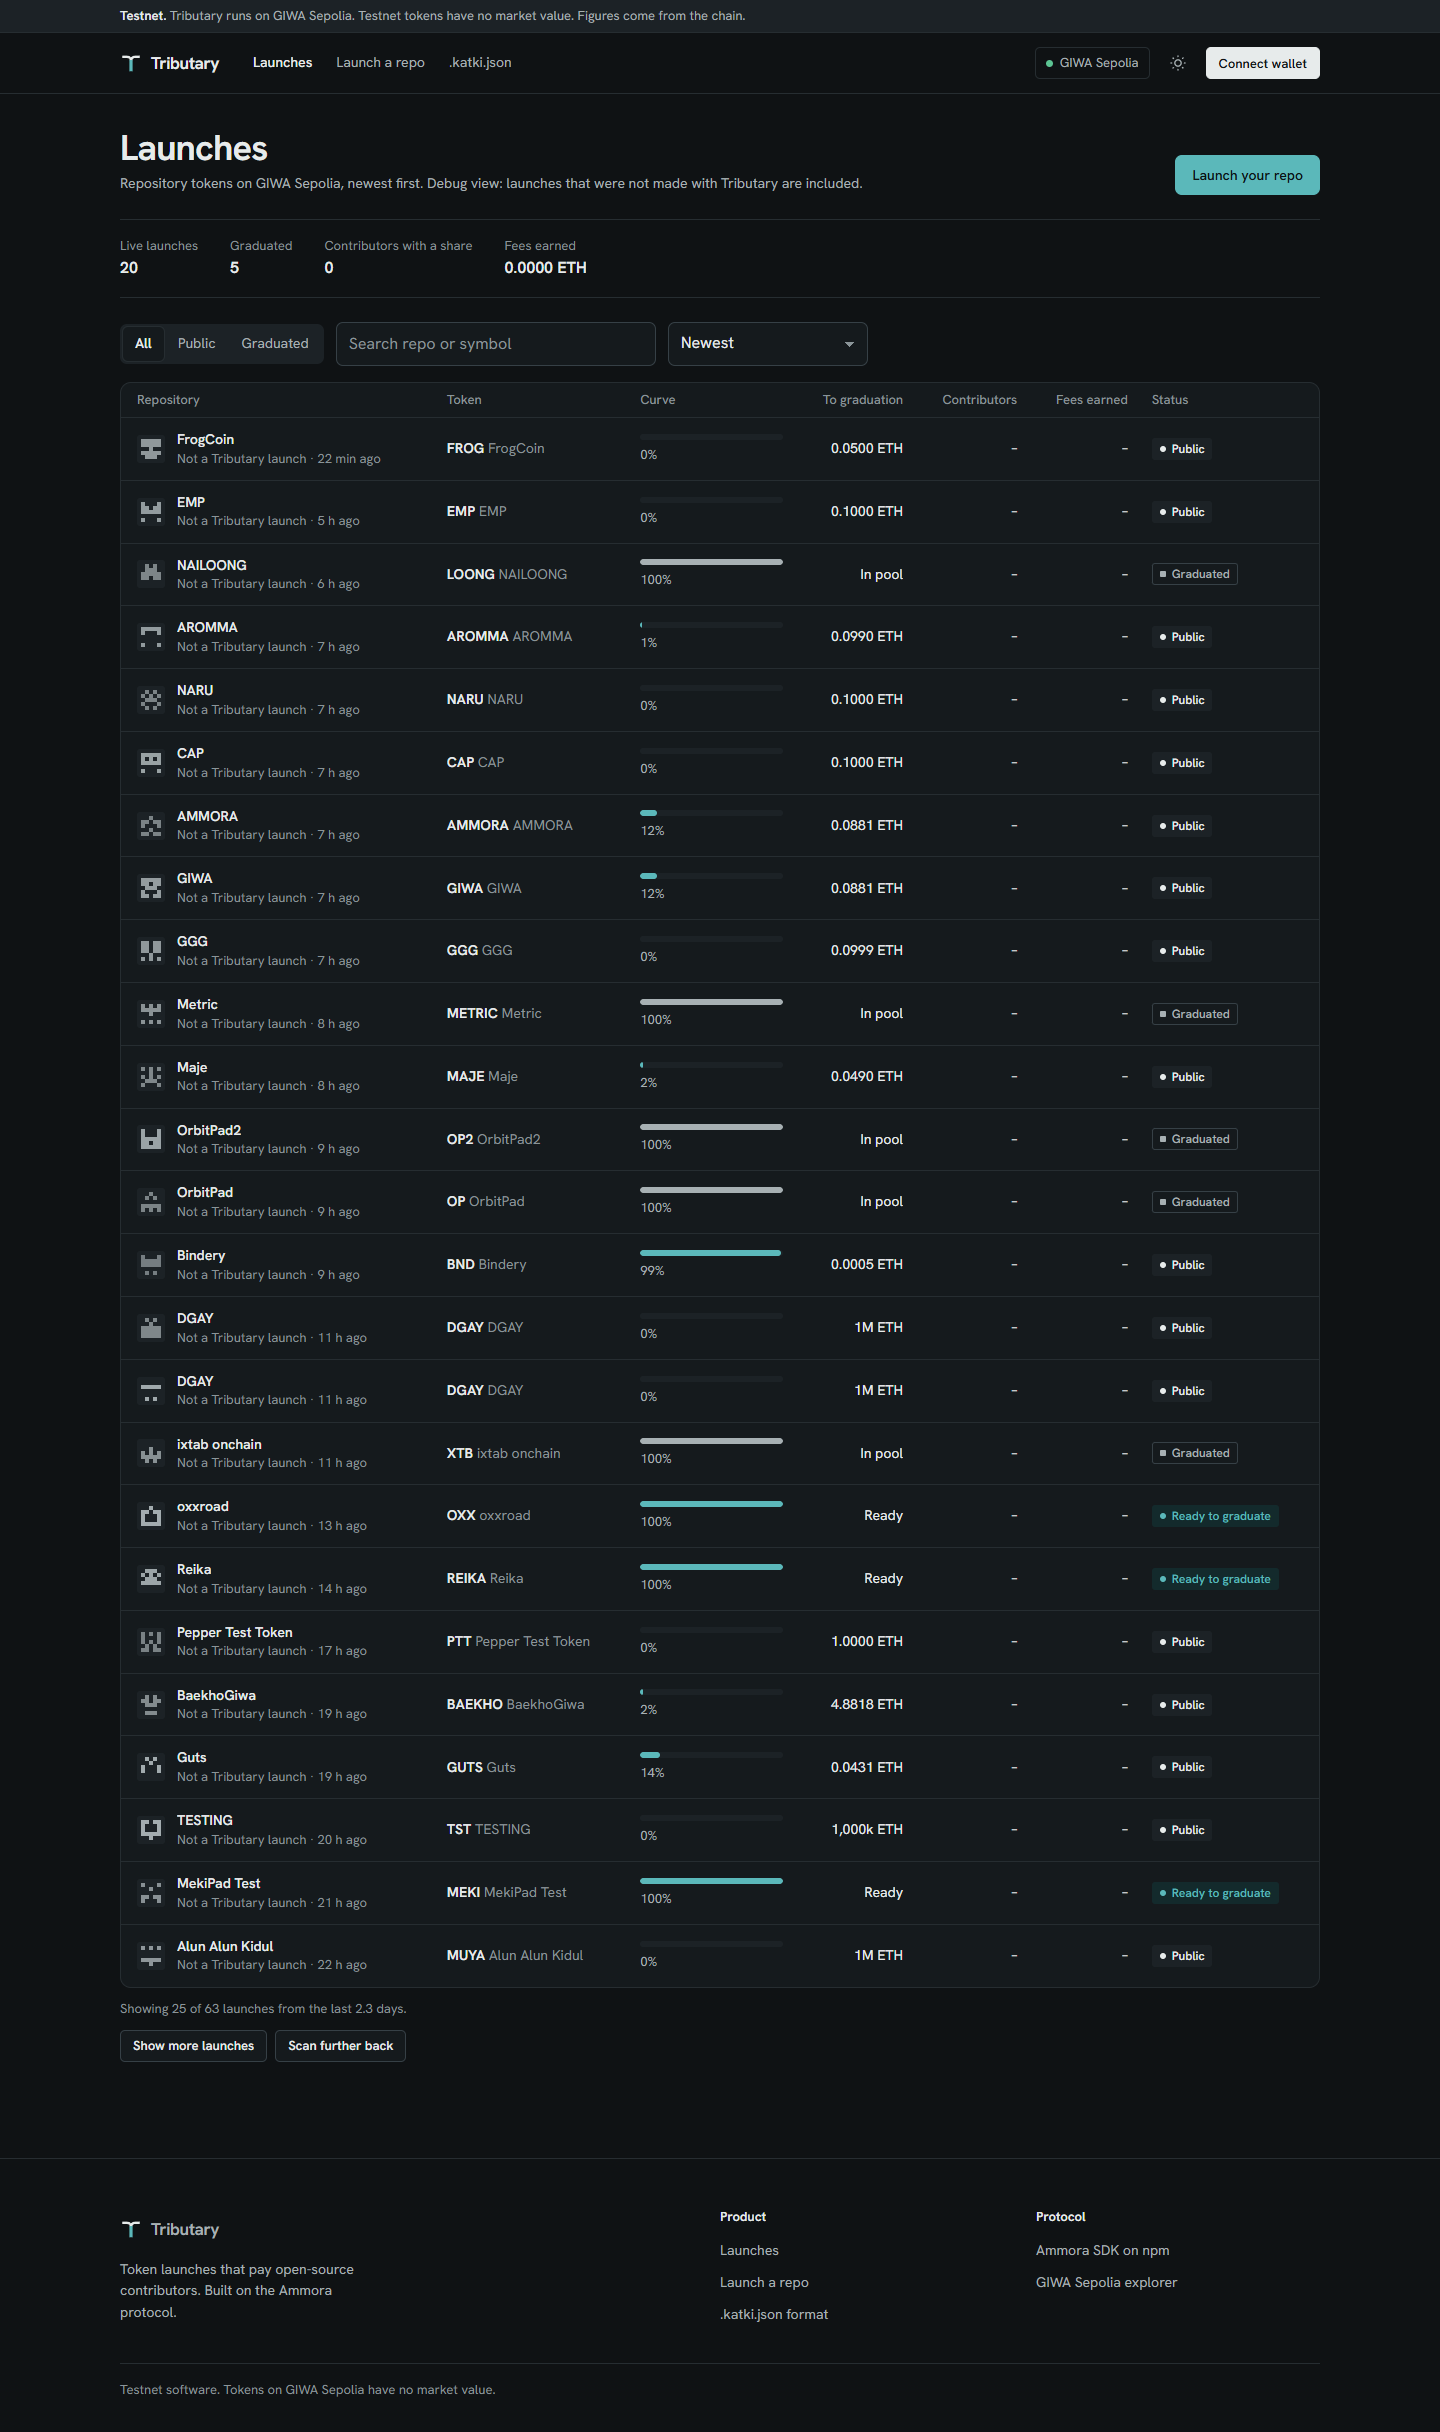 Testnet. Tributary runs on GIWA Sepolia. Testnet tokens have no market value. Figures come from the chain.
Tributary Launches Launch a repo .katki.json GIWA Sepolia Connect wallet
Launches
Repository tokens on GIWA Sepolia, newest first. Debug view: launches that were not made with Tributary are included.
Launch your repo
Live launches Graduated Contributors with a share Fees earned
20 5 0 0.0000 ETH
All Public Graduated Search repo or symbol Newest
Repository Token Curve To graduation Contributors Fees earned Status
FrogCoin
Not a Tributary launch · 22 min ago FROG FrogCoin 0% 0.0500 ETH – – Public
EMP
Not a Tributary launch · 5 h ago EMP EMP 0% 0.1000 ETH – – Public
NAILOONG
Not a Tributary launch · 6 h ago LOONG NAILOONG 100% In pool – – Graduated
AROMMA
Not a Tributary launch · 7 h ago AROMMA AROMMA 1% 0.0990 ETH – – Public
NARU
Not a Tributary launch · 7 h ago NARU NARU 0% 0.1000 ETH – – Public
CAP
Not a Tributary launch · 7 h ago CAP CAP 0% 0.1000 ETH – – Public
AMMORA
Not a Tributary launch · 7 h ago AMMORA AMMORA 12% 0.0881 ETH – – Public
GIWA
Not a Tributary launch · 7 h ago GIWA GIWA 12% 0.0881 ETH – – Public
GGG
Not a Tributary launch · 7 h ago GGG GGG 0% 0.0999 ETH – – Public
Metric
Not a Tributary launch · 8 h ago METRIC Metric 100% In pool – – Graduated
Maje
Not a Tributary launch · 8 h ago MAJE Maje 2% 0.0490 ETH – – Public
OrbitPad2
Not a Tributary launch · 9 h ago OP2 OrbitPad2 100% In pool – – Graduated
OrbitPad
Not a Tributary launch · 9 h ago OP OrbitPad 100% In pool – – Graduated
Bindery
Not a Tributary launch · 9 h ago BND Bindery 99% 0.0005 ETH – – Public
DGAY
Not a Tributary launch · 11 h ago DGAY DGAY 0% 1M ETH – – Public
DGAY
Not a Tributary launch · 11 h ago DGAY DGAY 0% 1M ETH – – Public
ixtab onchain
Not a Tributary launch · 11 h ago XTB ixtab onchain 100% In pool – – Graduated
oxxroad
Not a Tributary launch · 13 h ago OXX oxxroad 100% Ready – – Ready to graduate
Reika
Not a Tributary launch · 14 h ago REIKA Reika 100% Ready – – Ready to graduate
Pepper Test Token
Not a Tributary launch · 17 h ago PTT Pepper Test Token 0% 1.0000 ETH – – Public
BaekhoGiwa
Not a Tributary launch · 19 h ago BAEKHO BaekhoGiwa 2% 4.8818 ETH – – Public
Guts
Not a Tributary launch · 19 h ago GUTS Guts 14% 0.0431 ETH – – Public
TESTING
Not a Tributary launch · 20 h ago TST TESTING 0% 1,000k ETH – – Public
MekiPad Test
Not a Tributary launch · 21 h ago MEKI MekiPad Test 100% Ready – – Ready to graduate
Alun Alun Kidul
Not a Tributary launch · 22 h ago MUYA Alun Alun Kidul 0% 1M ETH – – Public
Showing 25 of 63 launches from the last 2.3 days.
Show more launches Scan further back
Tributary
Token launches that pay open-source
contributors. Built on the Ammora
protocol.
Product
Launches
Launch a repo
.katki.json format
Protocol
Ammora SDK on npm
GIWA Sepolia explorer
Testnet software. Tokens on GIWA Sepolia have no market value.